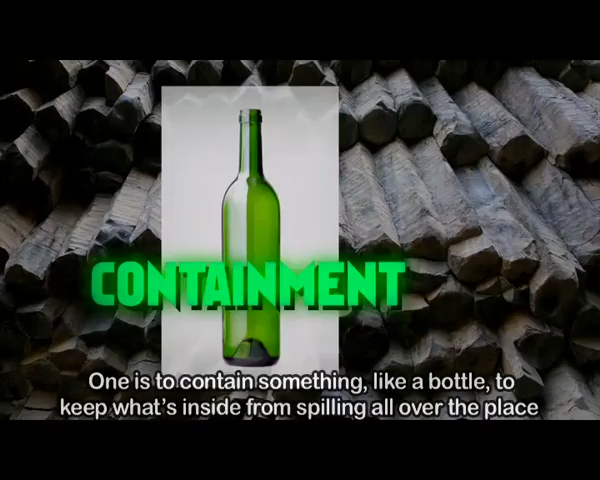 CONTAINMENT
One is to contain something, like a bottle, to
keep what's inside from spilling all over the place